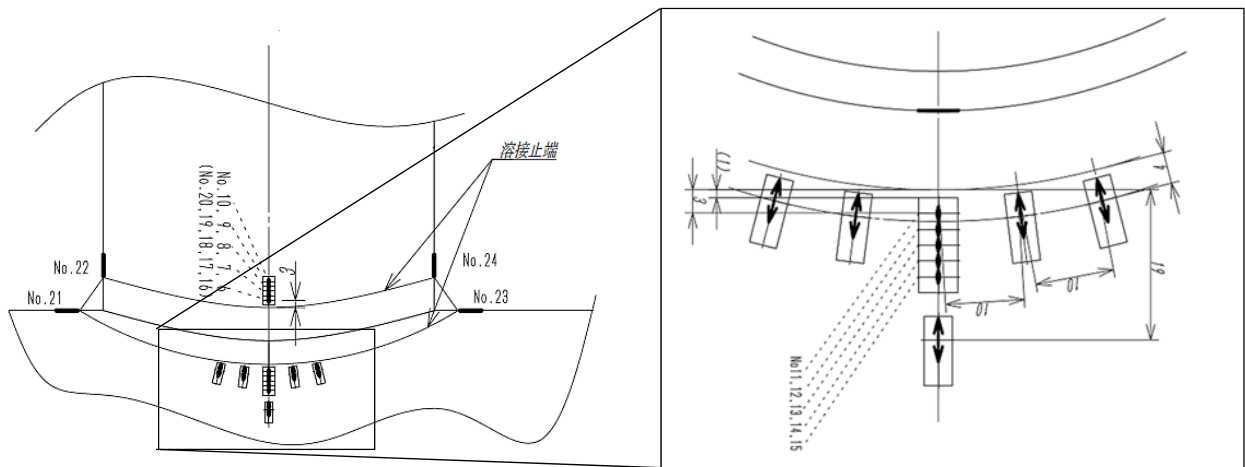 溶接止端
No.10, 9, 8, 7, 6
(No.20,19,18,17,16)
3
No.22
No.24
No.21
No.23
(1)
3
4
19
10
10
No11,12,13,14,15